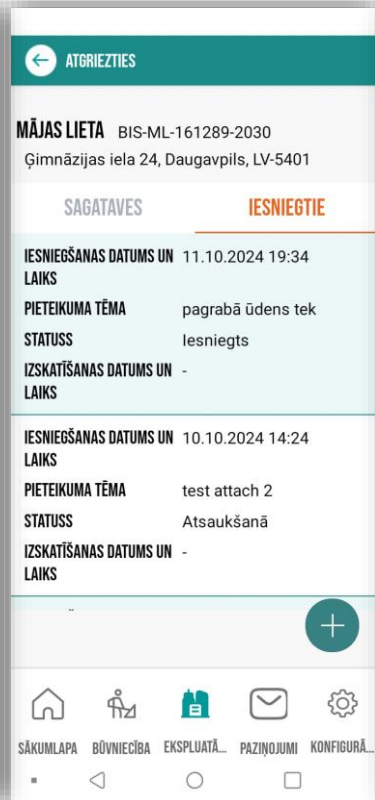 ATGRIEZTIES
MĀJAS LIETA BIS-ML-161289-2030
Ģimnāzijas iela 24, Daugavpils, LV-5401
SAGATAVES IESNIEGTIE
IESNIEGŠANAS DATUMS UN 11.10.2024 19:34
LAIKS
PIETEIKUMA TĒMA pagrabā ūdens tek
STATUSS Iesniegts
IZSKATĪŠANAS DATUMS UN -
LAIKS
IESNIEGŠANAS DATUMS UN 10.10.2024 14:24
LAIKS
PIETEIKUMA TĒMA test attach 2
STATUSS Atsaukšanā
IZSKATĪŠANAS DATUMS UN -
LAIKS
SĀKUMLAPA BŪVNIECĪBA EKSPLUATĀ... PAZIŅOJUMI KONFIGURĀ...